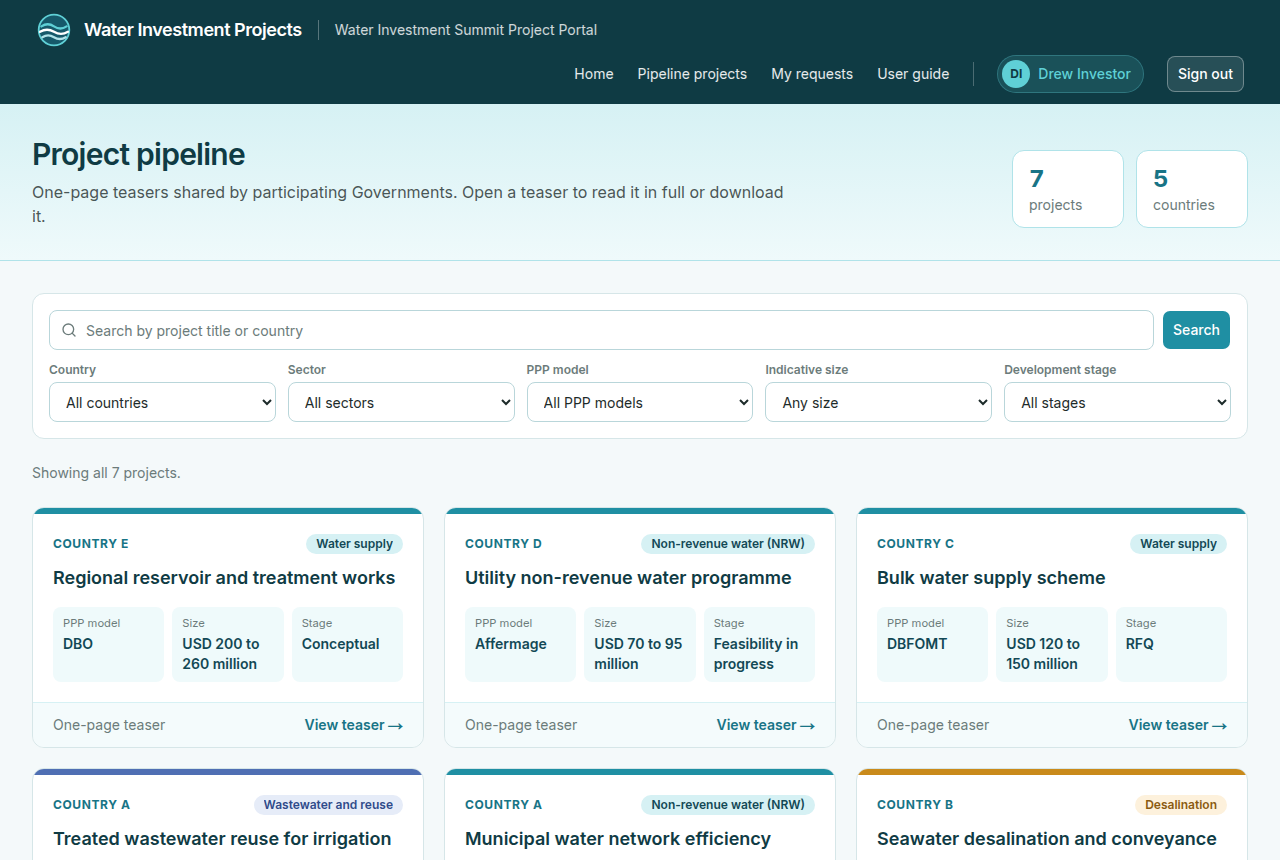 Water Investment Projects
Water Investment Summit Project Portal
Home
Pipeline projects
My requests
User guide
DI
Drew Investor
Sign out
Project pipeline
One-page teasers shared by participating Governments. Open a teaser to read it in full or download
it.
7
projects
5
countries
Search by project title or country
Search
Country
Sector
PPP model
Indicative size
Development stage
All countries
All sectors
All PPP models
Any size
All stages
Showing all 7 projects.
COUNTRY E
Water supply
Regional reservoir and treatment works
PPP model
DBO
Size
USD 200 to
260 million
Stage
Conceptual
One-page teaser
View teaser →
COUNTRY D
Non-revenue water (NRW)
Utility non-revenue water programme
PPP model
Affermage
Size
USD 70 to 95
million
Stage
Feasibility in
progress
One-page teaser
View teaser →
COUNTRY C
Water supply
Bulk water supply scheme
PPP model
DBFOMT
Size
USD 120 to
150 million
Stage
RFQ
One-page teaser
View teaser →
COUNTRY A
Wastewater and reuse
Treated wastewater reuse for irrigation
COUNTRY A
Non-revenue water (NRW)
Municipal water network efficiency
COUNTRY B
Desalination
Seawater desalination and conveyance